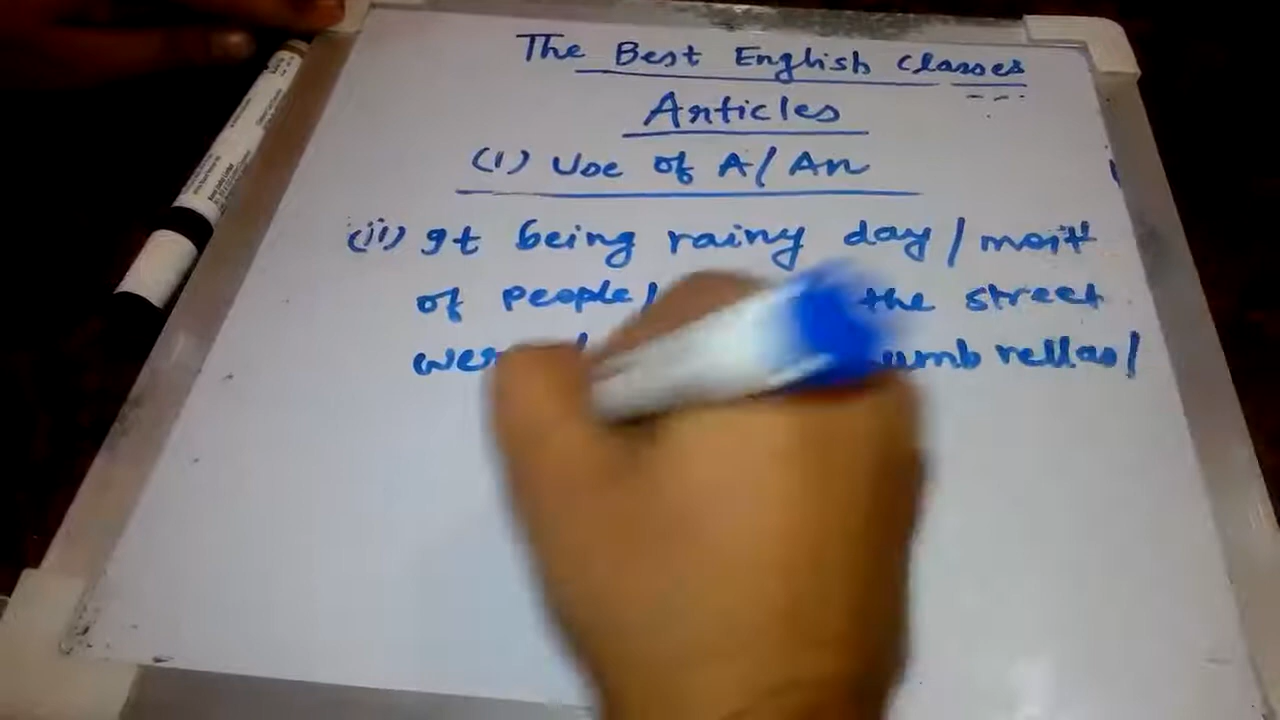 The Best English Classes
Articles
(1) Use of A/An
(ii) It being rainy day/ most
of people/ the street
umbrellas/